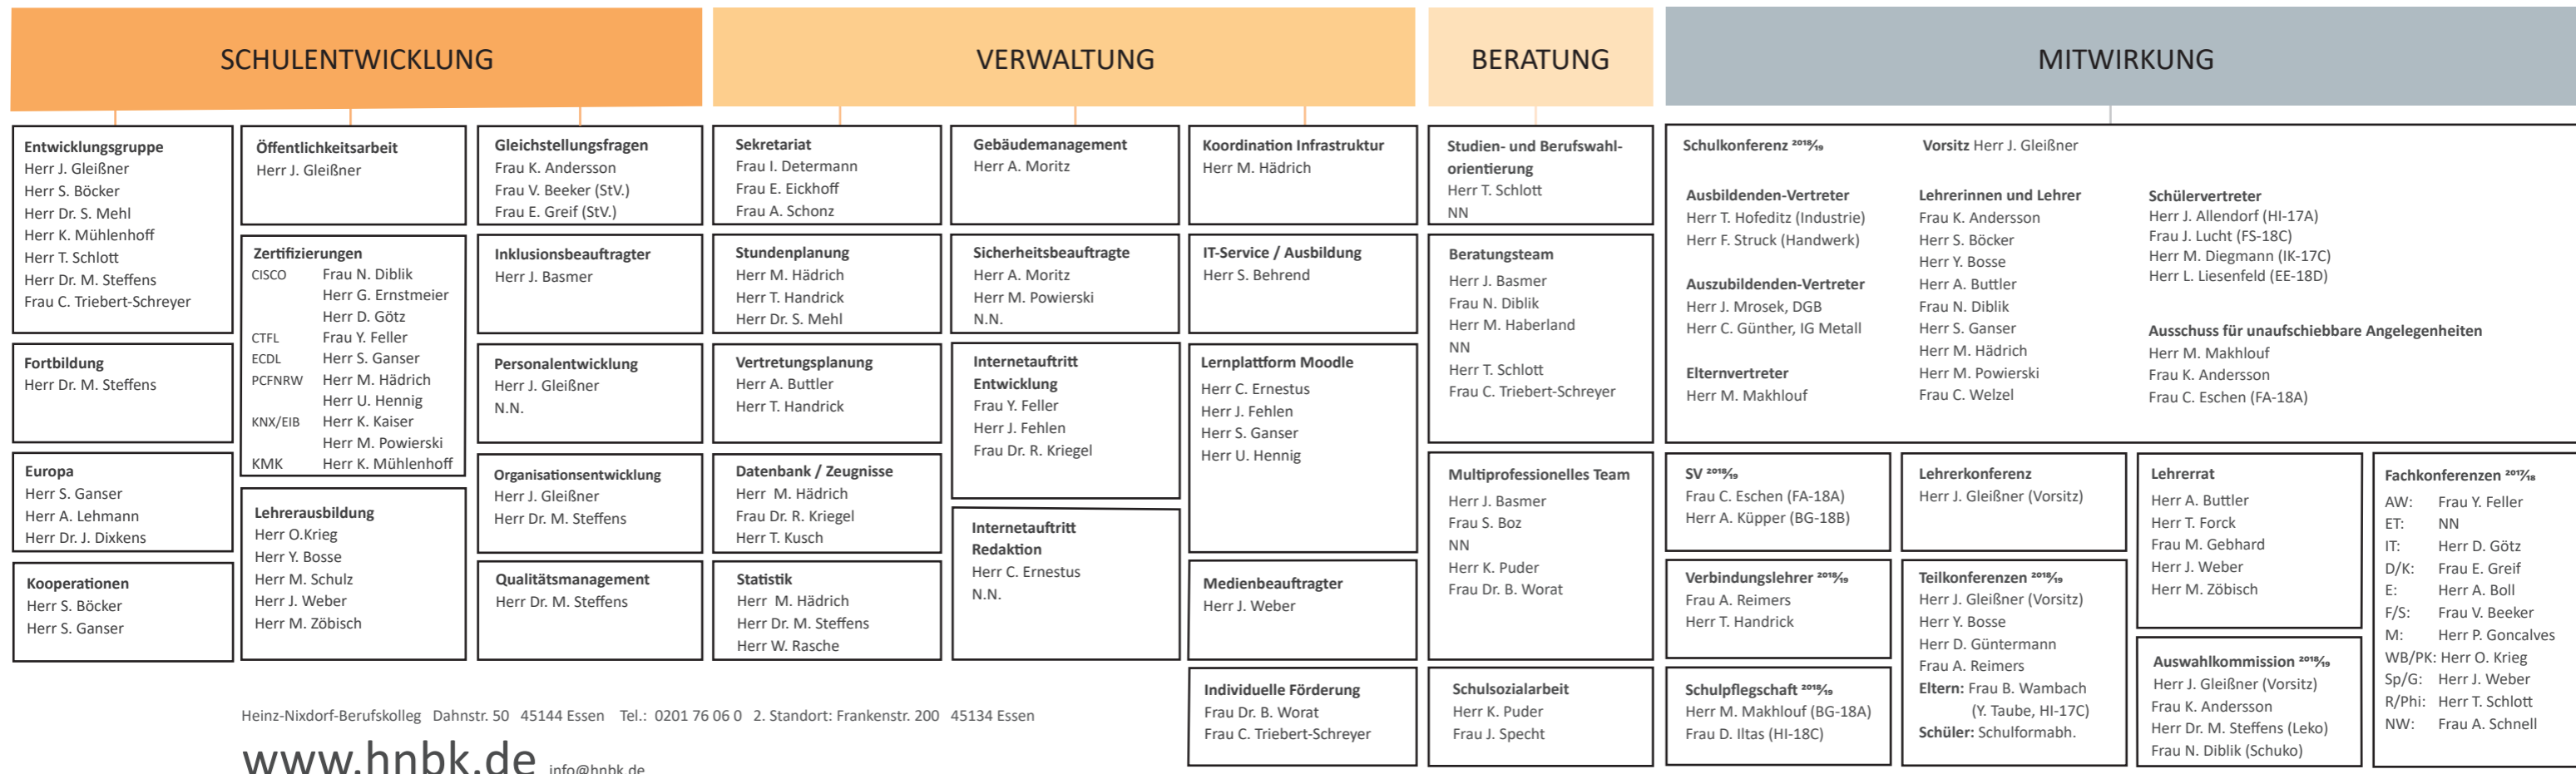 SCHULENTWICKLUNG
VERWALTUNG
BERATUNG
MITWIRKUNG
Entwicklungsgruppe
Herr J. Gleißner
Herr S. Böcker
Herr Dr. S. Mehl
Herr K. Mühlenhoff
Herr T. Schlott
Herr Dr. M. Steffens
Frau C. Triebert-Schreyer
Fortbildung
Herr Dr. M. Steffens
Europa
Herr S. Ganser
Herr A. Lehmann
Herr Dr. J. Dixkens
Kooperationen
Herr S. Böcker
Herr S. Ganser
Öffentlichkeitsarbeit
Herr J. Gleißner
Zertifizierungen
CISCO Frau N. Diblik
Herr G. Ernstmeier
Herr D. Götz
CTFL Frau Y. Feller
ECDL Herr S. Ganser
PCFNRW Herr M. Hädrich
Herr U. Hennig
KNX/EIB Herr K. Kaiser
Herr M. Powierski
KMK Herr K. Mühlenhoff
Lehrerausbildung
Herr O.Krieg
Herr Y. Bosse
Herr M. Schulz
Herr J. Weber
Herr M. Zöbisch
Gleichstellungsfragen
Frau K. Andersson
Frau V. Beeker (StV.)
Frau E. Greif (StV.)
Inklusionsbeauftragter
Herr J. Basmer
Personalentwicklung
Herr J. Gleißner
N.N.
Organisationsentwicklung
Herr J. Gleißner
Herr Dr. M. Steffens
Qualitätsmanagement
Herr Dr. M. Steffens
Sekretariat
Frau I. Determann
Frau E. Eickhoff
Frau A. Schonz
Stundenplanung
Herr M. Hädrich
Herr T. Handrick
Herr Dr. S. Mehl
Vertretungsplanung
Herr A. Buttler
Herr T. Handrick
Datenbank / Zeugnisse
Herr M. Hädrich
Frau Dr. R. Kriegel
Herr T. Kusch
Statistik
Herr M. Hädrich
Herr Dr. M. Steffens
Herr W. Rasche
Gebäudemanagement
Herr A. Moritz
Sicherheitsbeauftragte
Herr A. Moritz
Herr M. Powierski
N.N.
Internetauftritt
Entwicklung
Frau Y. Feller
Herr J. Fehlen
Frau Dr. R. Kriegel
Internetauftritt
Redaktion
Herr C. Ernestus
N.N.
Koordination Infrastruktur
Herr M. Hädrich
IT-Service / Ausbildung
Herr S. Behrend
Lernplattform Moodle
Herr C. Ernestus
Herr J. Fehlen
Herr S. Ganser
Herr U. Hennig
Medienbeauftragter
Herr J. Weber
Individuelle Förderung
Frau Dr. B. Worat
Frau C. Triebert-Schreyer
Studien- und Berufswahl-
orientierung
Herr T. Schlott
NN
Beratungsteam
Herr J. Basmer
Frau N. Diblik
Herr M. Haberland
NN
Herr T. Schlott
Frau C. Triebert-Schreyer
Multiprofessionelles Team
Herr J. Basmer
Frau S. Boz
NN
Herr K. Puder
Frau Dr. B. Worat
Schulsozialarbeit
Herr K. Puder
Frau J. Specht
Schulkonferenz 2018/19 Vorsitz Herr J. Gleißner
Ausbildenden-Vertreter
Herr T. Hofeditz (Industrie)
Herr F. Struck (Handwerk)
Auszubildenden-Vertreter
Herr J. Mrosek, DGB
Herr C. Günther, IG Metall
Elternvertreter
Herr M. Makhlouf
Lehrerinnen und Lehrer
Frau K. Andersson
Herr S. Böcker
Herr Y. Bosse
Herr A. Buttler
Frau N. Diblik
Herr S. Ganser
Herr M. Hädrich
Herr M. Powierski
Frau C. Welzel
Schülervertreter
Herr J. Allendorf (HI-17A)
Frau J. Lucht (FS-18C)
Herr M. Diegmann (IK-17C)
Herr L. Liesenfeld (EE-18D)
Ausschuss für unaufschiebbare Angelegenheiten
Herr M. Makhlouf
Frau K. Andersson
Frau C. Eschen (FA-18A)
SV 2018/19
Frau C. Eschen (FA-18A)
Herr A. Küpper (BG-18B)
Verbindungslehrer 2018/19
Frau A. Reimers
Herr T. Handrick
Schulpflegschaft 2018/19
Herr M. Makhlouf (BG-18A)
Frau D. Iltas (HI-18C)
Lehrerkonferenz
Herr J. Gleißner (Vorsitz)
Teilkonferenzen 2018/19
Herr J. Gleißner (Vorsitz)
Herr Y. Bosse
Herr D. Güntermann
Frau A. Reimers
Eltern: Frau B. Wambach
(Y. Taube, HI-17C)
Schüler: Schulformabh.
Lehrerrat
Herr A. Buttler
Herr T. Forck
Frau M. Gebhard
Herr J. Weber
Herr M. Zöbisch
Auswahlkommission 2018/19
Herr J. Gleißner (Vorsitz)
Frau K. Andersson
Herr Dr. M. Steffens (Leko)
Frau N. Diblik (Schuko)
Fachkonferenzen 2017/18
AW: Frau Y. Feller
ET: NN
IT: Herr D. Götz
D/K: Frau E. Greif
E: Herr A. Boll
F/S: Frau V. Beeker
M: Herr P. Goncalves
WB/PK: Herr O. Krieg
Sp/G: Herr J. Weber
R/Phi: Herr T. Schlott
NW: Frau A. Schnell
Heinz-Nixdorf-Berufskolleg Dahnstr. 50 45144 Essen Tel.: 0201 76 06 0 2. Standort: Frankenstr. 200 45134 Essen
www.hnbk.de info@hnbk.de